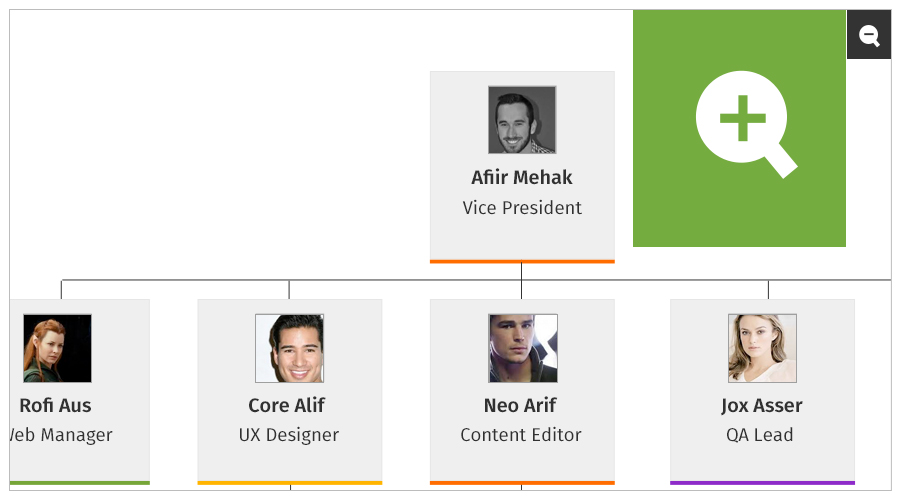 Afiir Mehak
Vice President
Rofi Aus
Core Alif
Neo Arif
Jox Asser
Web Manager
UX Designer
Content Editor
QA Lead